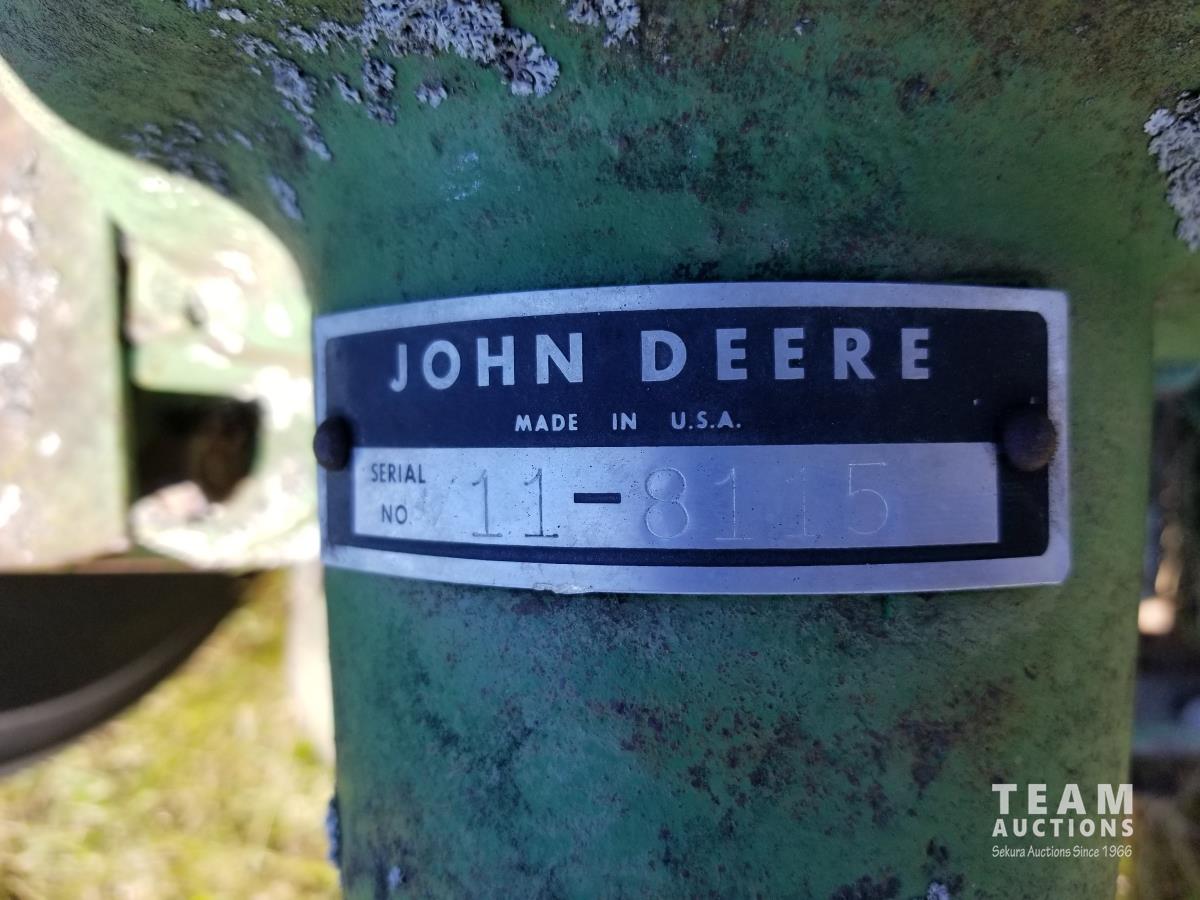 JOHN DEERE
MADE IN U.S.A.
SERIAL NO. 11-8115
TEAM
AUCTIONS
Sekura Auctions Since 1966